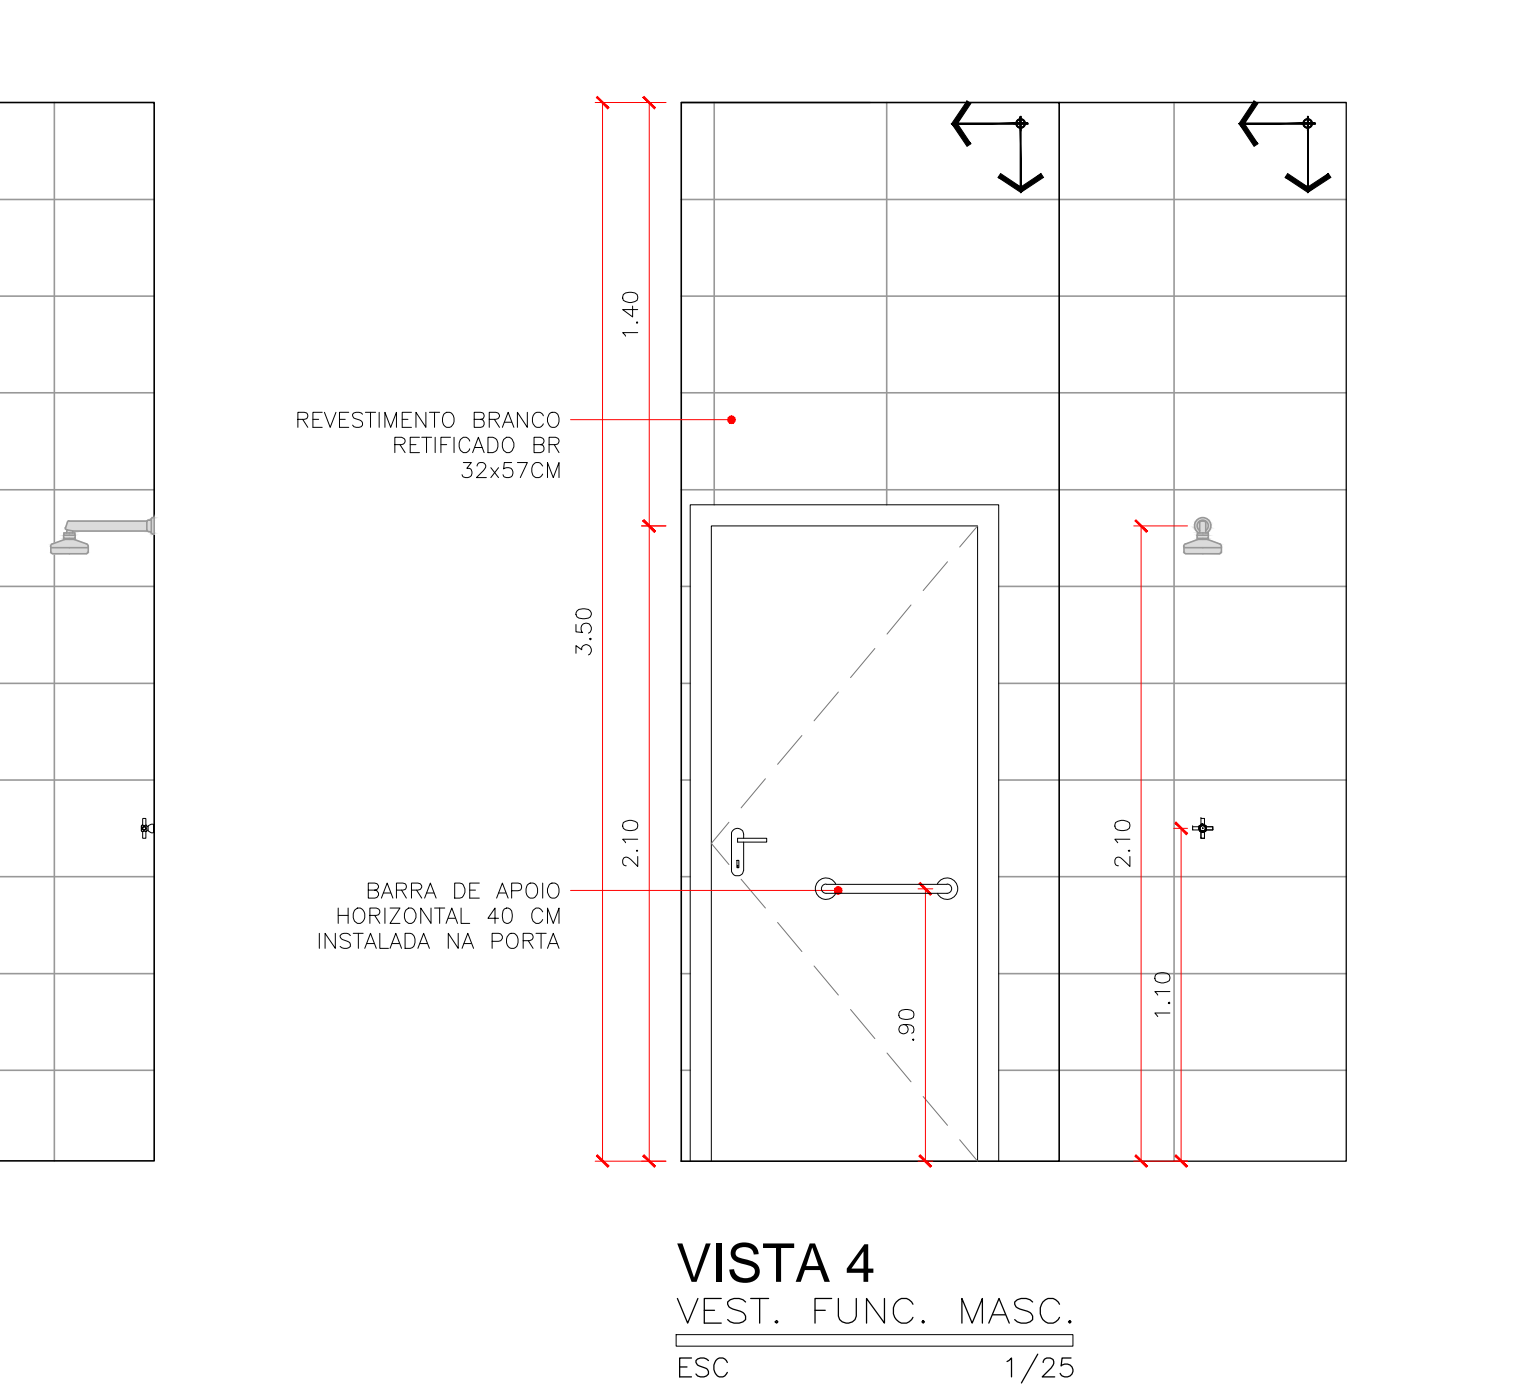 1.40
REVESTIMENTO BRANCO
RETIFICADO BR
32x57CM
3.50
2.10
2.10
BARRA DE APOIO
HORIZONTAL 40 CM
INSTALADA NA PORTA
1.10
.90
VISTA 4
VEST. FUNC. MASC.
ESC 1/25